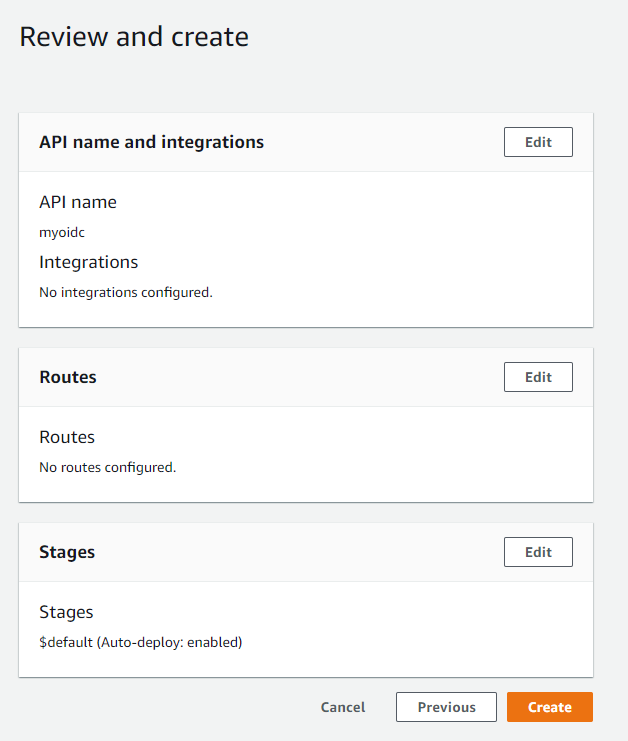 Review and create
API name and integrations
Edit
API name
myoidc
Integrations
No integrations configured.
Routes
Edit
Routes
No routes configured.
Stages
Edit
Stages
$default (Auto-deploy: enabled)
Cancel
Previous
Create